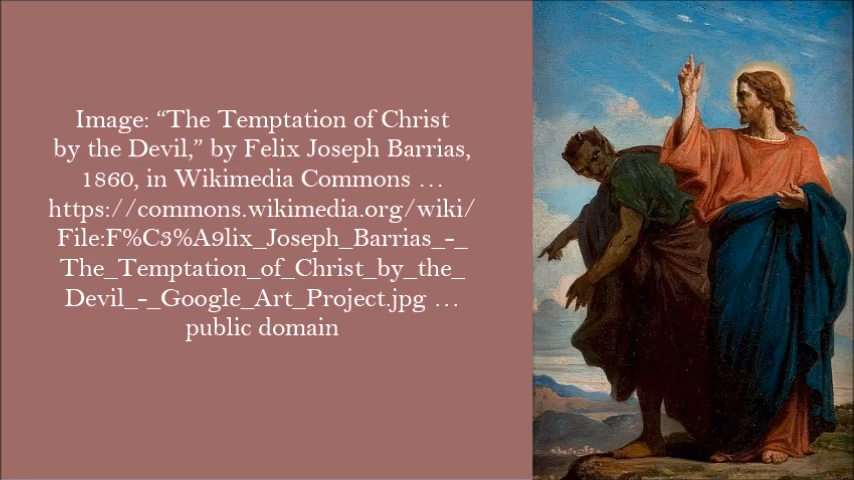 Image: “The Temptation of Christ
by the Devil,” by Felix Joseph Barrias,
1860, in Wikimedia Commons …
https://commons.wikimedia.org/wiki/
File:F%C3%A9lix_Joseph_Barrias_-_
The_Temptation_of_Christ_by_the_
Devil_-_Google_Art_Project.jpg …
public domain